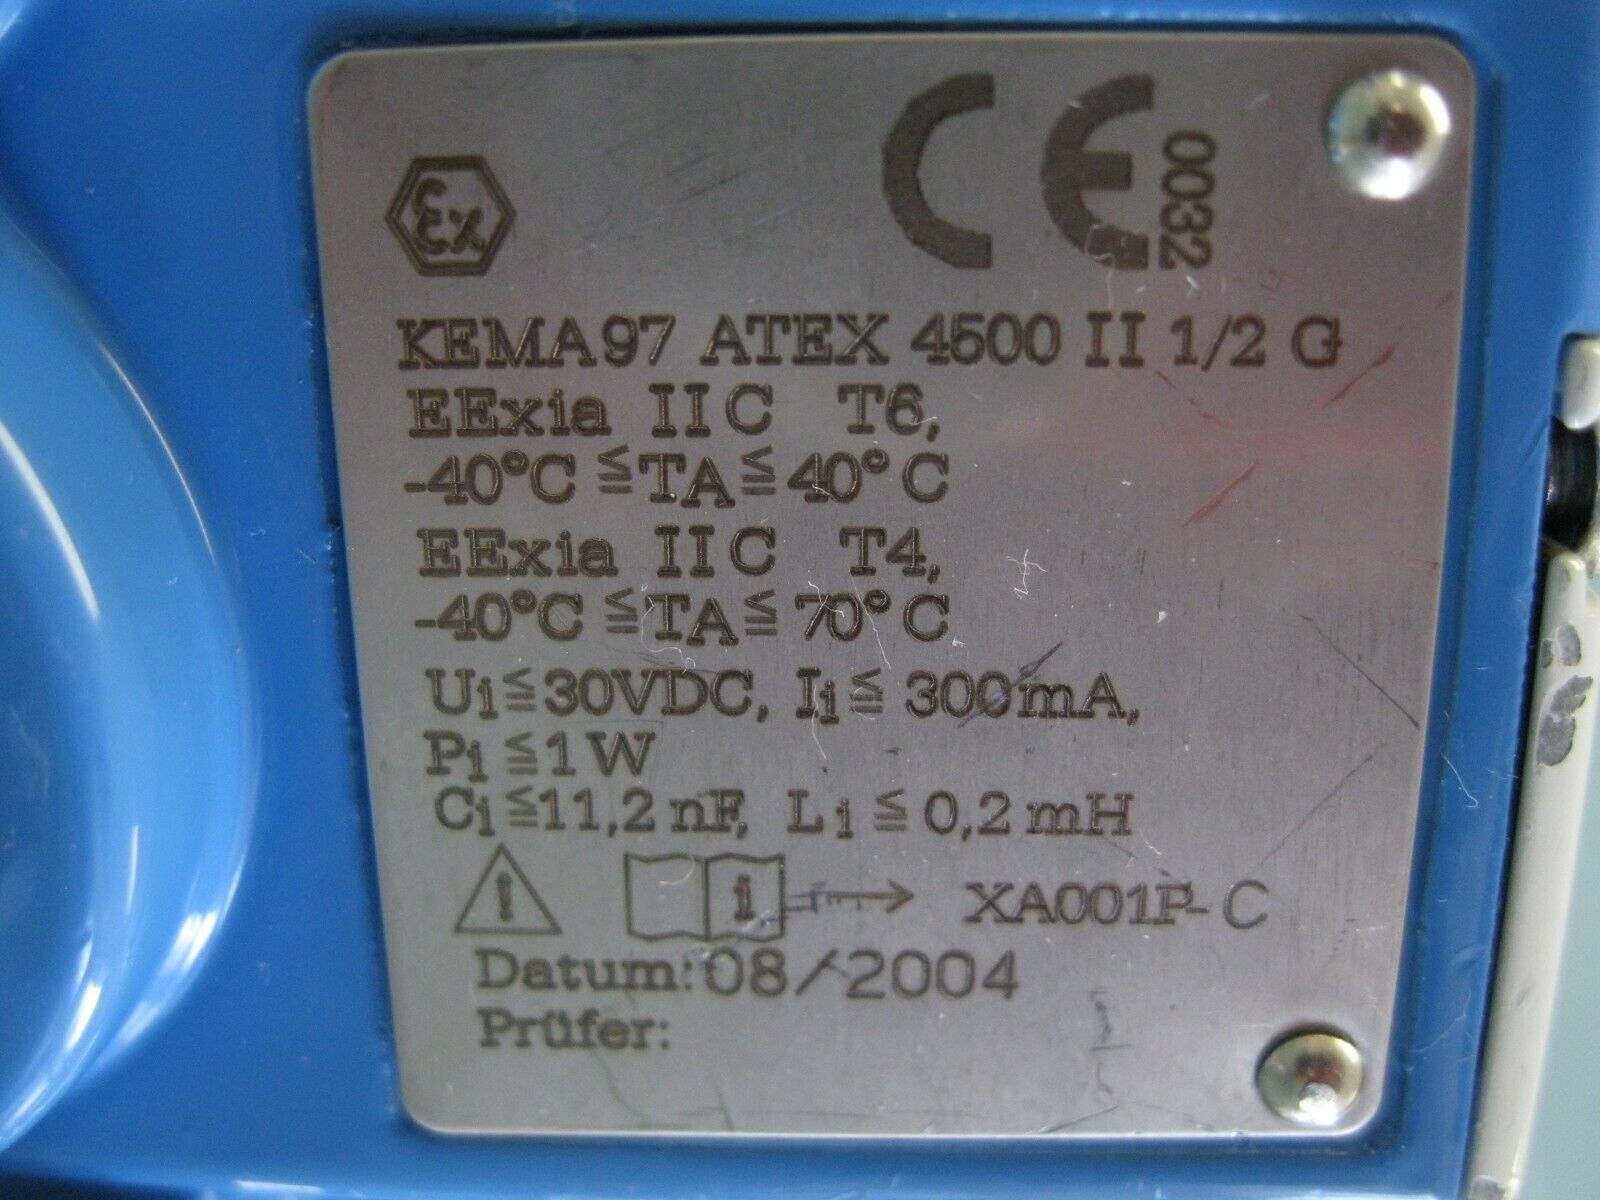 εx CE 0032
KEMA97 ATEX 4500 II 1/2 G
EExia IIC T6,
-40°C ≦TA≦ 40°C
EExia IIC T4,
-40°C ≦TA≦ 70°C
Ui≦30VDC, Ii≦ 300mA,
Pi ≦1W
Ci≦11,2 nF, Li ≦ 0,2 mH
! i → XA001P-C
Datum: 08/2004
Prüfer: